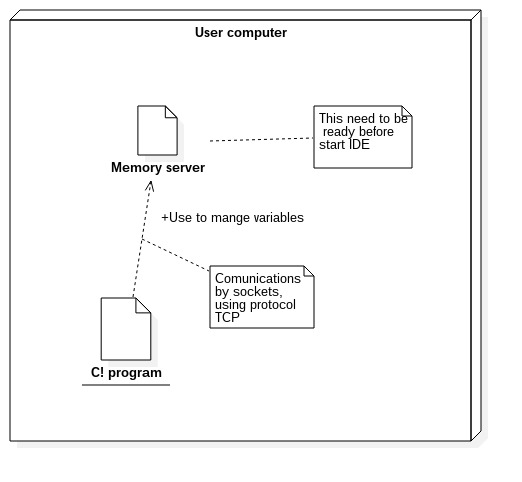 User computer
This need to be
ready before
start IDE
Memory server
+Use to mange variables
Comunications
by sockets,
using protocol
TCP
C! program